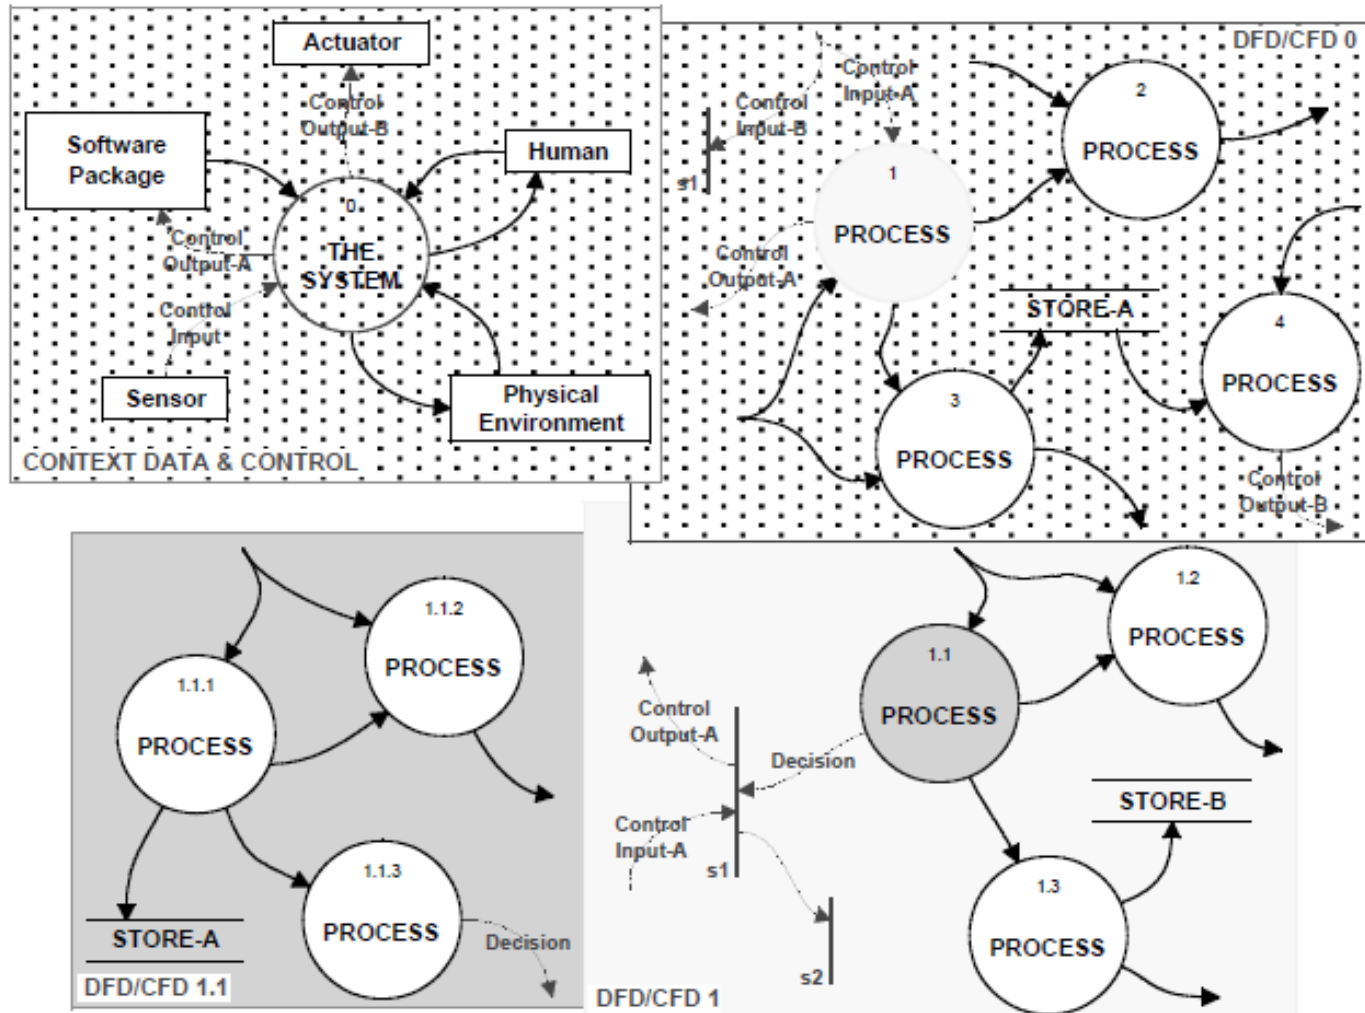 Actuator
Control
Output-B
Software
Package
Human
0
THE
SYSTEM
Control
Output-A
Control
Input
Sensor
Physical
Environment
CONTEXT DATA & CONTROL
DFD/CFD 0
Control
Input-A
Control
Input-B
s1
1
PROCESS
2
PROCESS
Control
Output-A
STORE-A
3
PROCESS
4
PROCESS
Control
Output-B
1.1.2
PROCESS
1.1.1
PROCESS
1.1.3
PROCESS
STORE-A
Decision
DFD/CFD 1.1
1.2
PROCESS
1.1
PROCESS
Control
Output-A
Decision
Control
Input-A
s1
STORE-B
1.3
PROCESS
s2
DFD/CFD 1